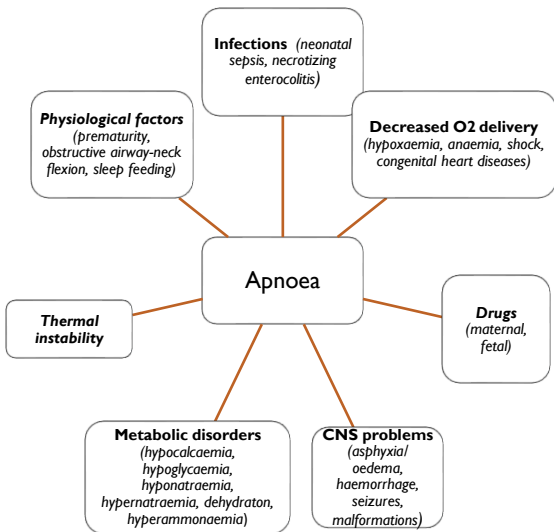 Infections (neonatal
sepsis, necrotizing
enterocolitis)
Physiological factors
(prematurity,
obstructive airway-neck
flexion, sleep feeding)
Decreased O2 delivery
(hypoxaemia, anaemia, shock,
congenital heart diseases)
Apnoea
Thermal
instability
Drugs
(maternal,
fetal)
Metabolic disorders
(hypocalcaemia,
hypoglycaemia,
hyponatraemia,
hypernatraemia, dehydraton,
hyperammonaemia)
CNS problems
(asphyxia/
oedema,
haemorrhage,
seizures,
malformations)